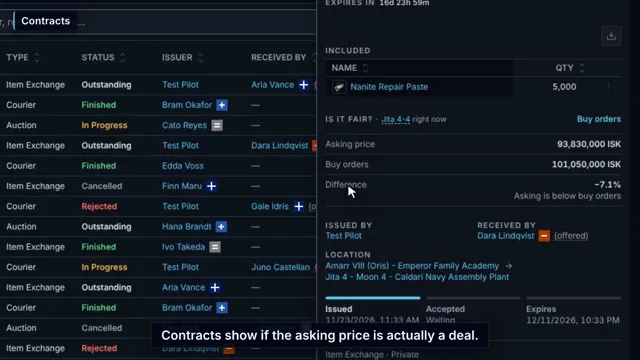 Contracts
EXPIRES IN 16d 23h 59m
INCLUDED
NAME QTY
Nanite Repair Paste 5,000
IS IT FAIR? · Jita 4-4 right now Buy orders
Asking price 93,830,000 ISK
Buy orders 101,050,000 ISK
Difference −7.1%
Asking is below buy orders
ISSUED BY RECEIVED BY
Test Pilot Dara Lindqvist (offered)
LOCATION
Amarr VIII (Oris) - Emperor Family Academy →
Jita 4 - Moon 4 - Caldari Navy Assembly Plant
Issued Accepted Expires
11/23/2026, 11:33 AM Waiting 12/11/2026, 10:33 PM
Item Exchange · Private
TYPE STATUS ISSUER RECEIVED BY
Item Exchange Outstanding Test Pilot Aria Vance
Courier Finished Bram Okafor —
Auction In Progress Cato Reyes —
Item Exchange Outstanding Test Pilot Dara Lindqvist
Courier Finished Edda Voss —
Item Exchange Cancelled Finn Maru —
Courier Rejected Test Pilot Gale Idris
Auction Outstanding Hana Brandt —
Item Exchange Finished Ivo Takeda —
Courier In Progress Test Pilot Juno Castellan
Item Exchange Outstanding Aria Vance —
Courier Finished Bram Okafor —
Auction Cancelled
Item Exchange Rejected Dara Lindqvist
Contracts show if the asking price is actually a deal.